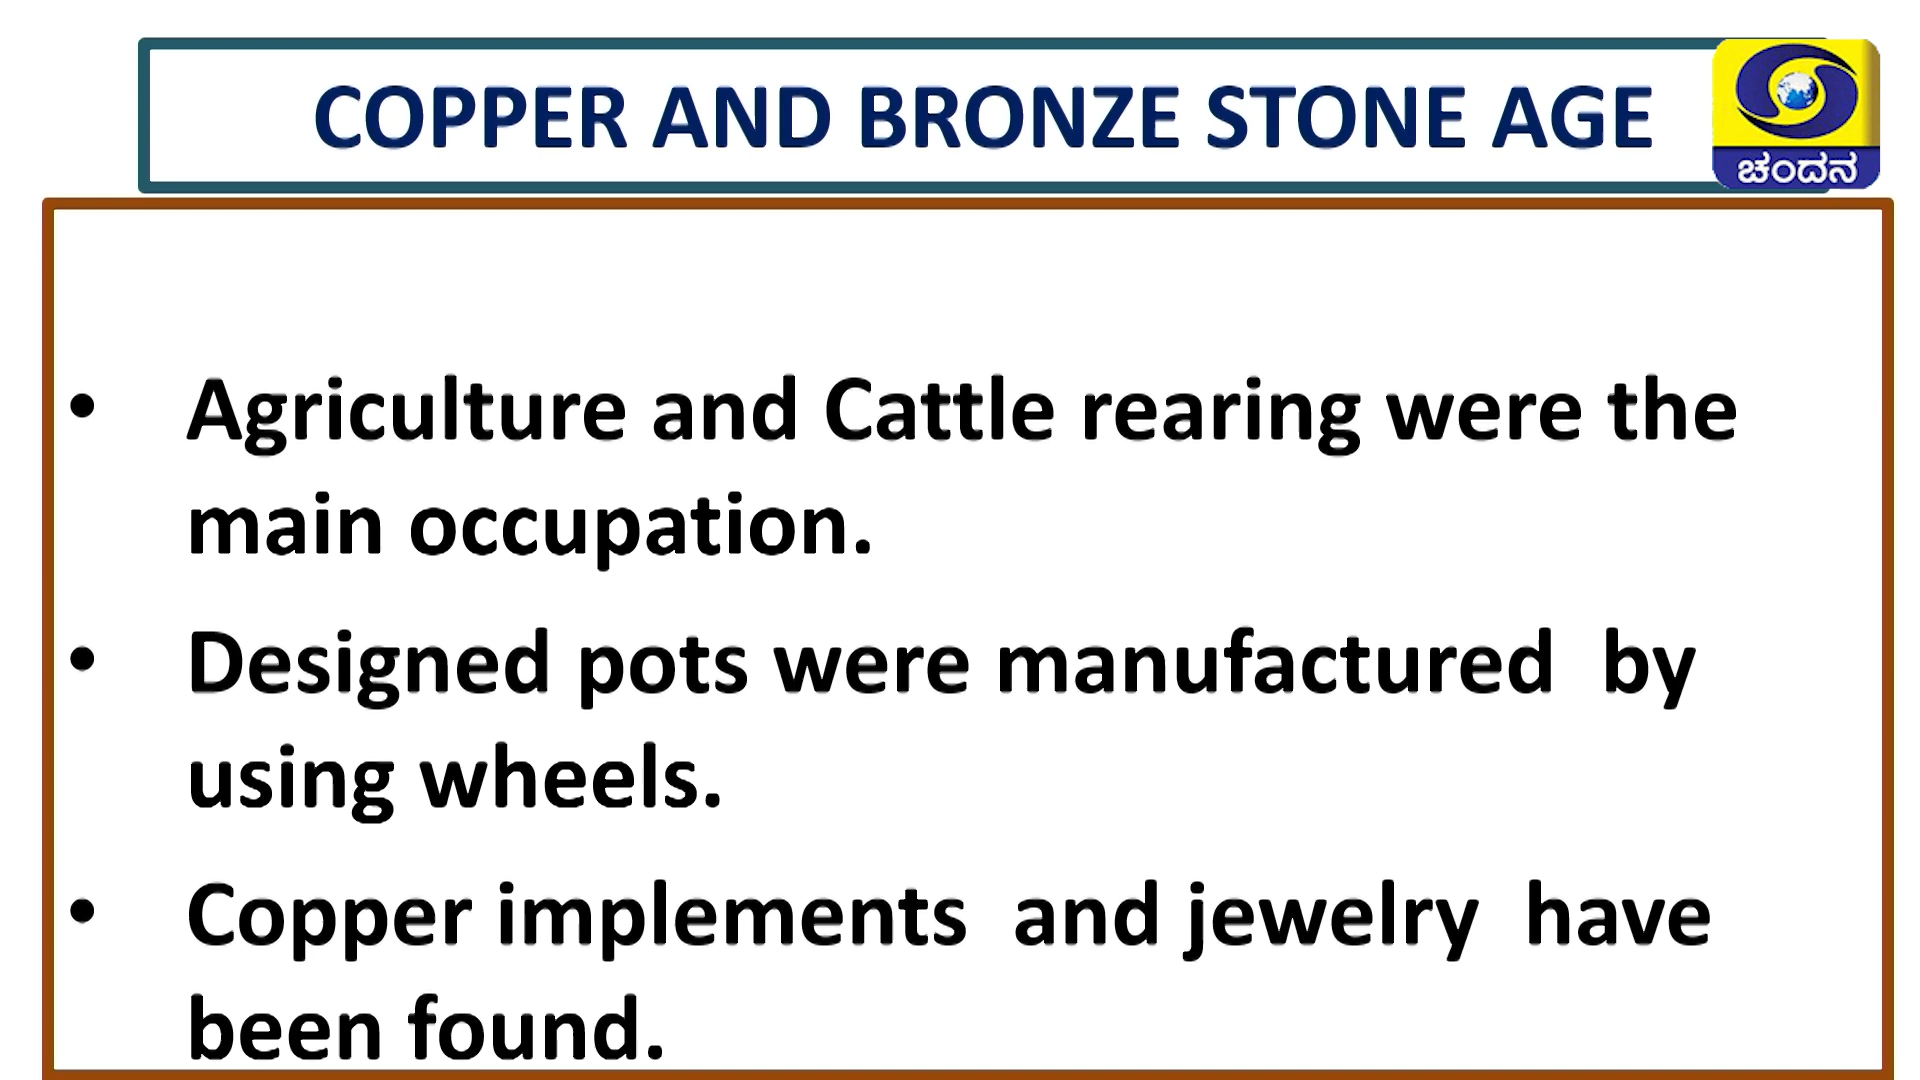 COPPER AND BRONZE STONE AGE
ಚಂದನ
• Agriculture and Cattle rearing were the
main occupation.
• Designed pots were manufactured  by
using wheels.
• Copper implements  and jewelry  have
been found.